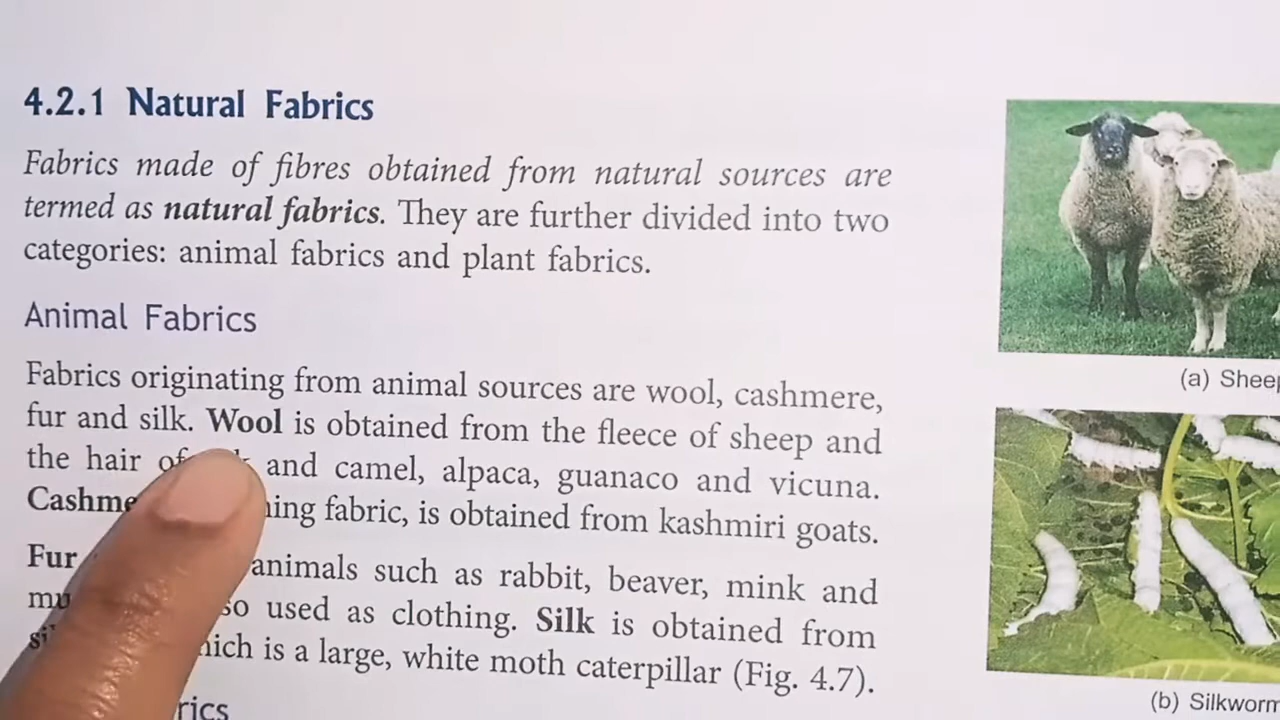 4.2.1 Natural Fabrics
Fabrics made of fibres obtained from natural sources are
termed as natural fabrics. They are further divided into two
categories: animal fabrics and plant fabrics.
Animal Fabrics
Fabrics originating from animal sources are wool, cashmere,
fur and silk. Wool is obtained from the fleece of sheep and
the hair of and camel, alpaca, guanaco and vicuna.
fabric, is obtained from kashmiri goats.
Fur animals such as rabbit, beaver, mink and
used as clothing. Silk is obtained from
is a large, white moth caterpillar (Fig. 4.7).
(a) Sheep
(b) Silkworm